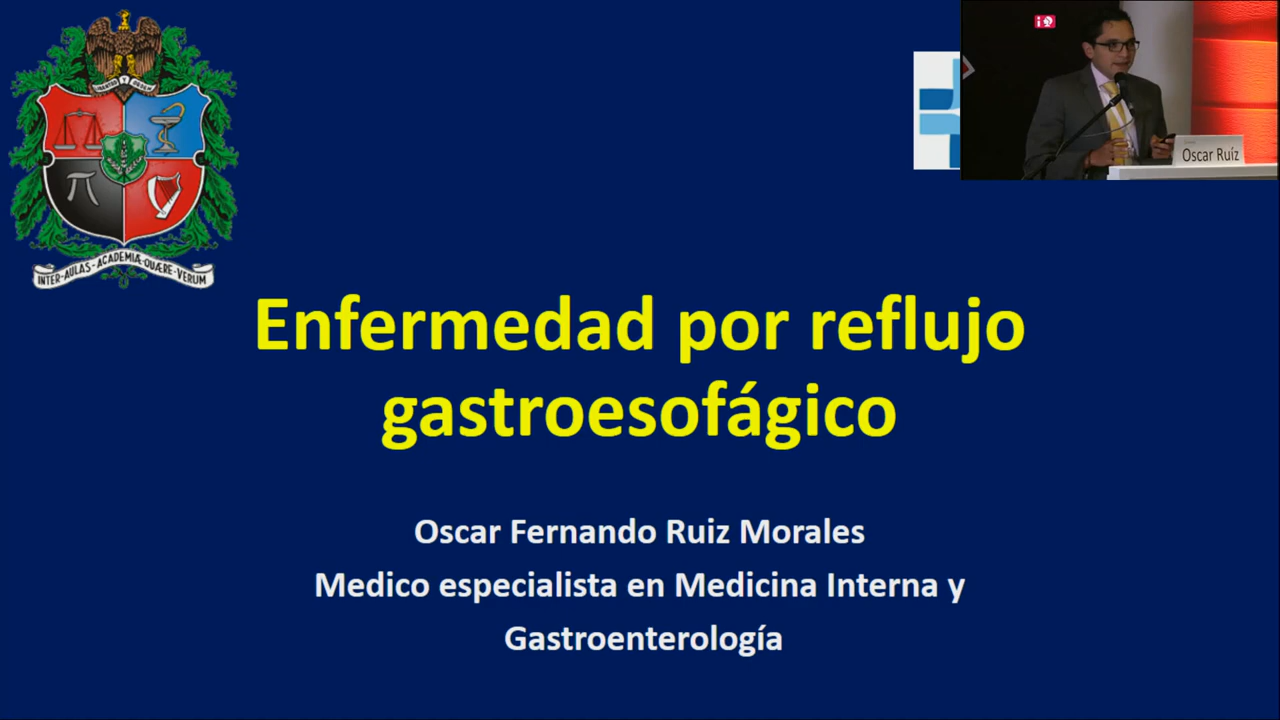 INTER·AULAS·ACADEMIÆ·QUÆRE·VERUM
Oscar Ruíz
Enfermedad por reflujo
gastroesofágico
Oscar Fernando Ruiz Morales
Medico especialista en Medicina Interna y
Gastroenterología